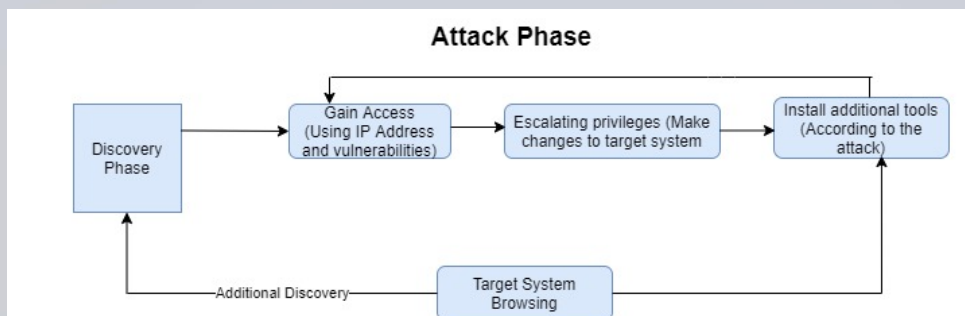 Attack Phase
Discovery
Phase
Gain Access
(Using IP Address
and vulnerabilities)
Escalating privileges (Make
changes to target system
Install additional tools
(According to the
attack)
Additional Discovery
Target System
Browsing